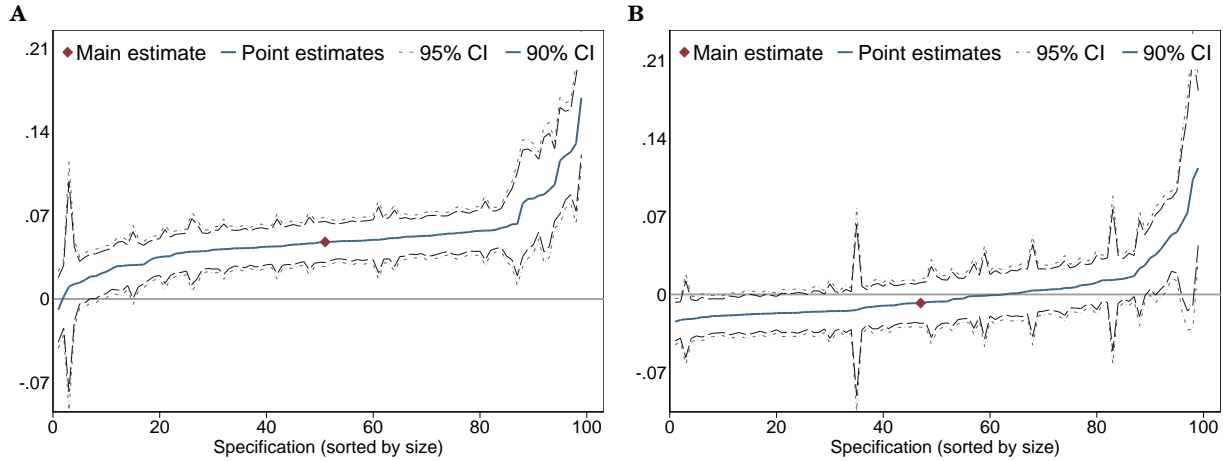 A
Main estimate Point estimates 95% CI 90% CI
.21
.14
.07
0
-.07
0 20 40 60 80 100
Specification (sorted by size)
B
Main estimate Point estimates 95% CI 90% CI
.21
.14
.07
0
-.07
0 20 40 60 80 100
Specification (sorted by size)